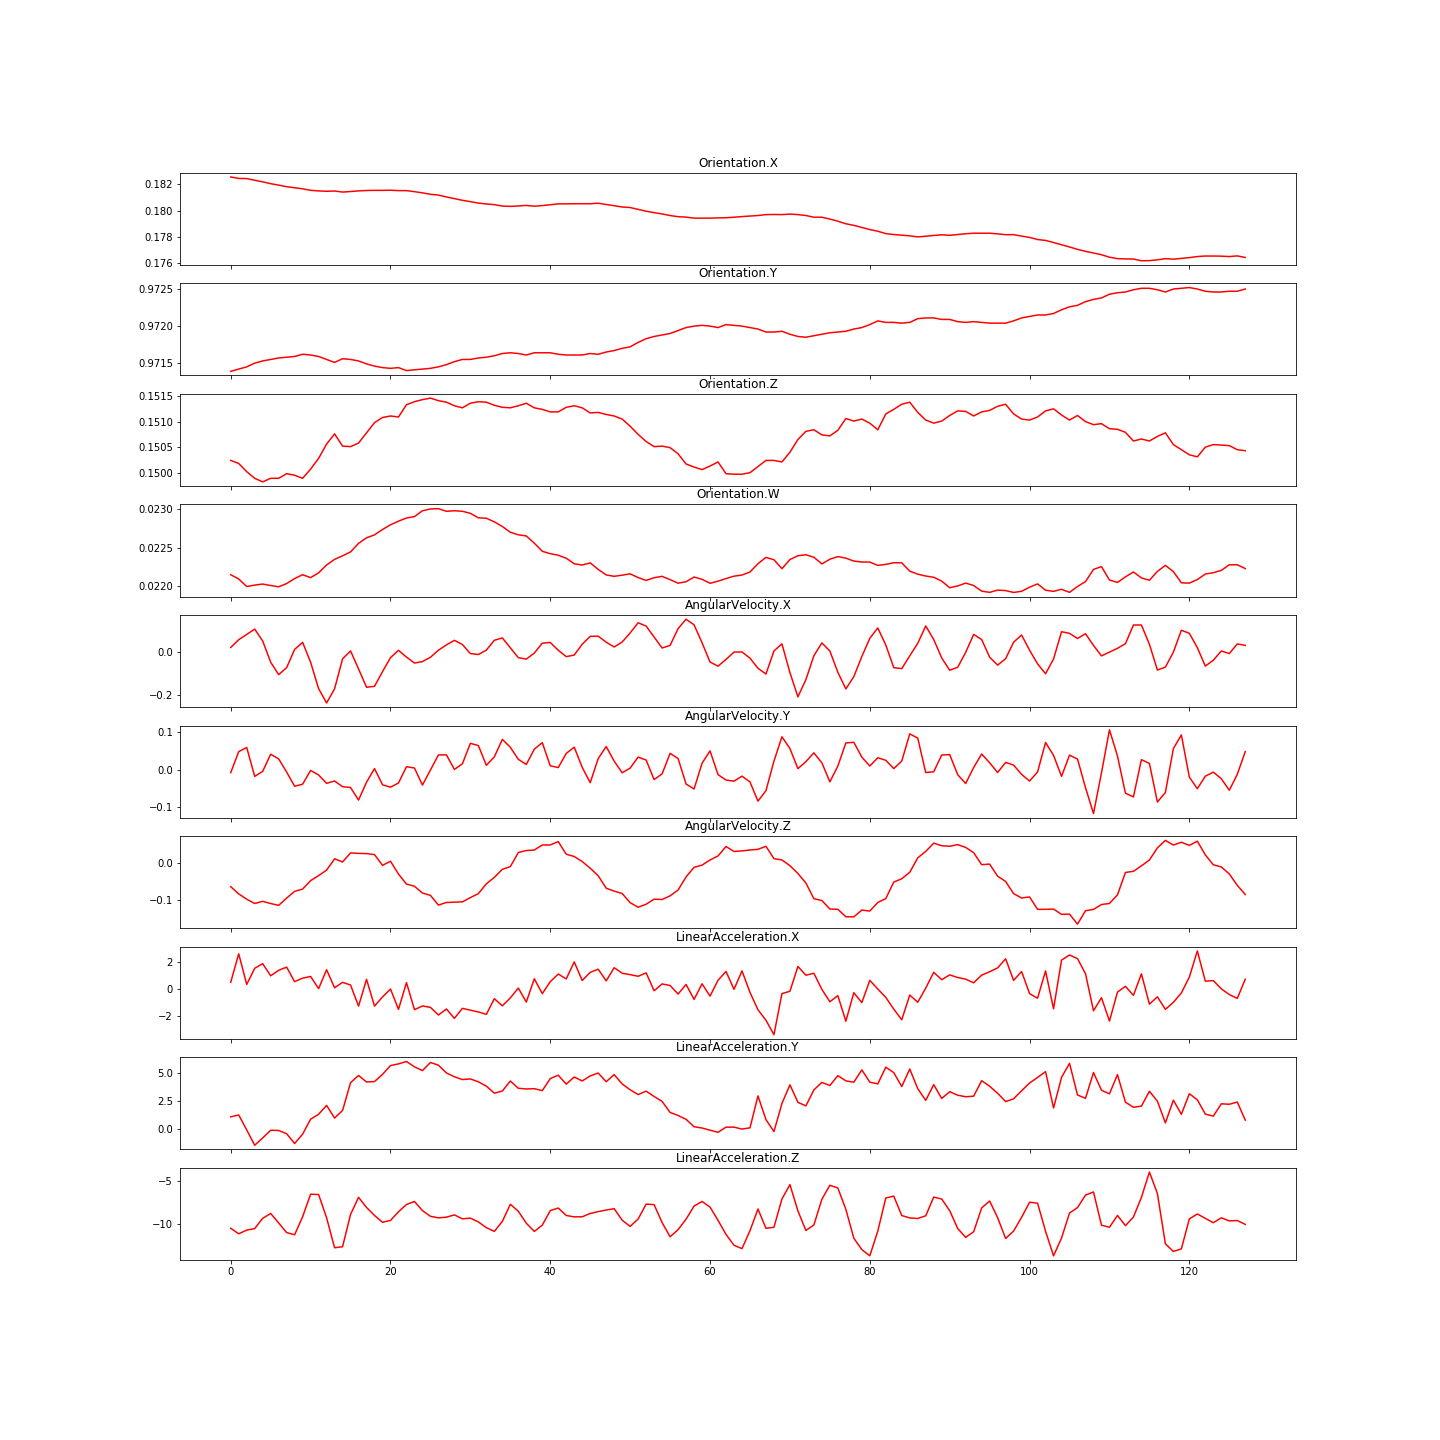 Orientation.X
0.182
0.180
0.178
0.176
Orientation.Y
0.9725
0.9720
0.9715
Orientation.Z
0.1515
0.1510
0.1505
0.1500
Orientation.W
0.0230
0.0225
0.0220
AngularVelocity.X
0.0
−0.2
AngularVelocity.Y
0.1
0.0
−0.1
AngularVelocity.Z
0.0
−0.1
LinearAcceleration.X
2
0
−2
LinearAcceleration.Y
5.0
2.5
0.0
LinearAcceleration.Z
−5
−10
0 20 40 60 80 100 120